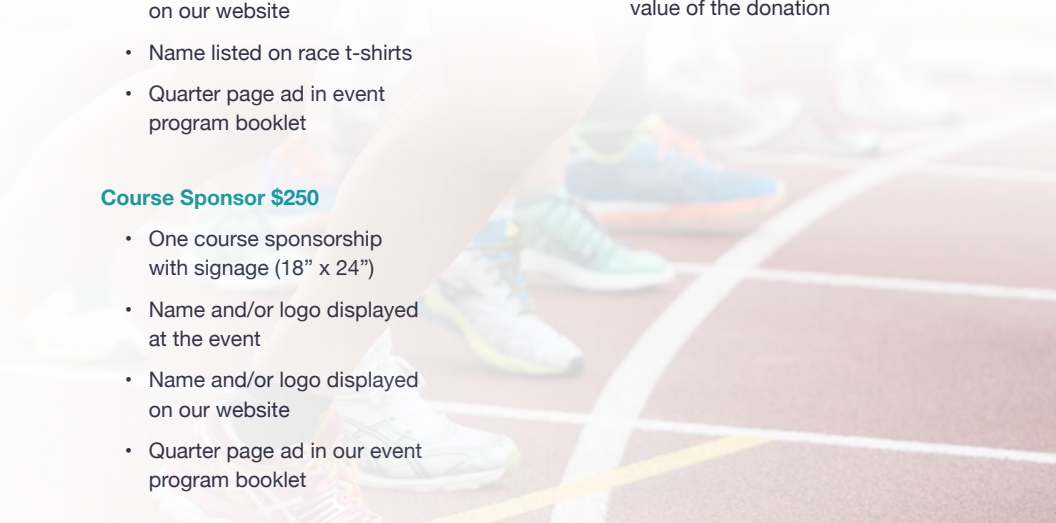 on our website
• Name listed on race t-shirts
• Quarter page ad in event
program booklet
Course Sponsor $250
• One course sponsorship
with signage (18” x 24”)
• Name and/or logo displayed
at the event
• Name and/or logo displayed
on our website
• Quarter page ad in our event
program booklet
value of the donation